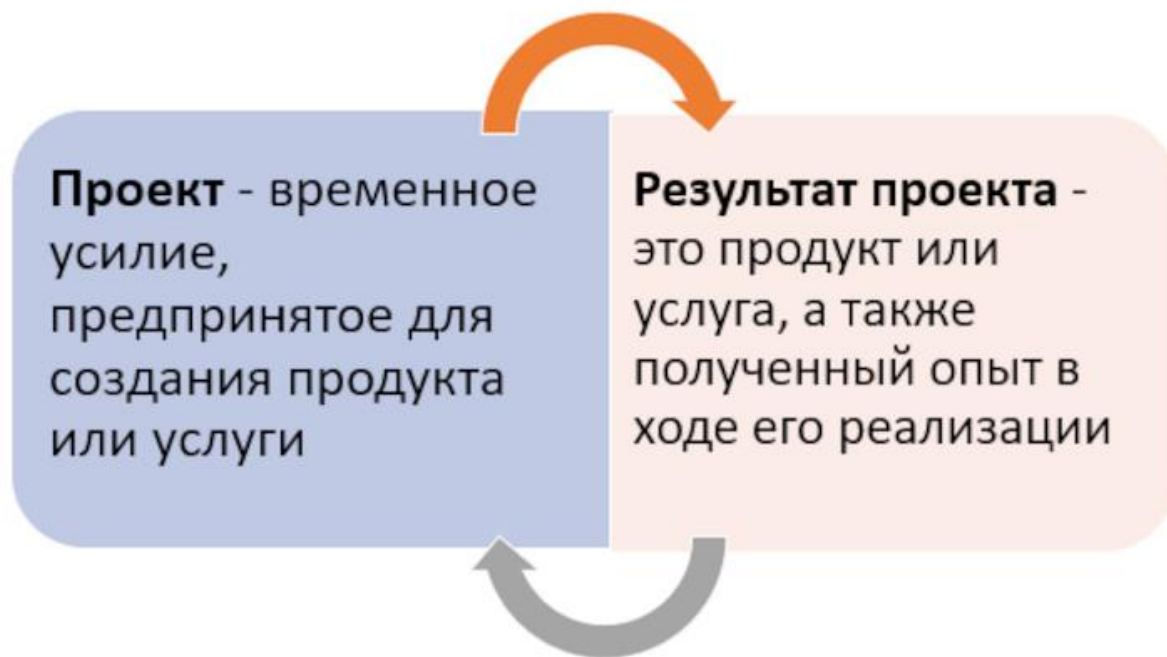 Проект - временное
усилие,
предпринятое для
создания продукта
или услуги
Результат проекта -
это продукт или
услуга, а также
полученный опыт в
ходе его реализации